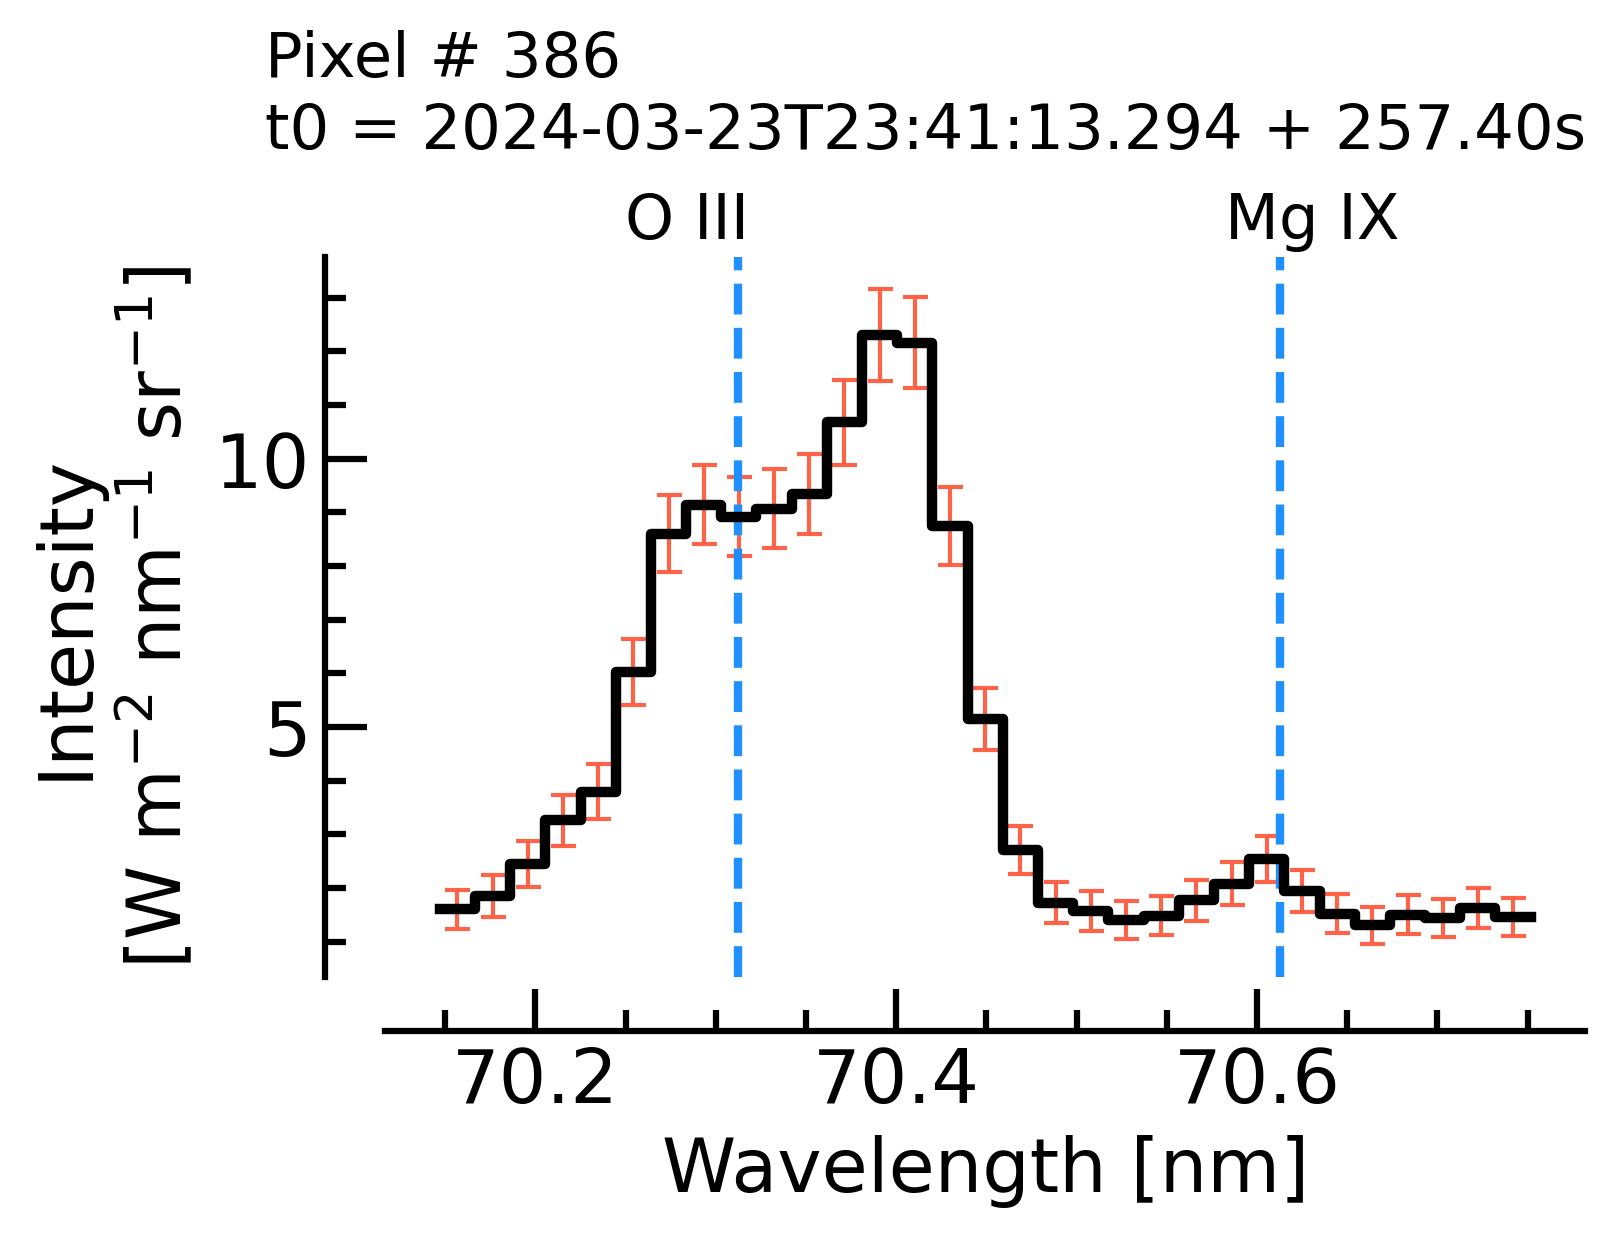 Pixel # 386
t0 = 2024-03-23T23:41:13.294 + 257.40s
O III
Mg IX
Intensity
[W m⁻² nm⁻¹ sr⁻¹]
10
5
70.2
70.4
70.6
Wavelength [nm]